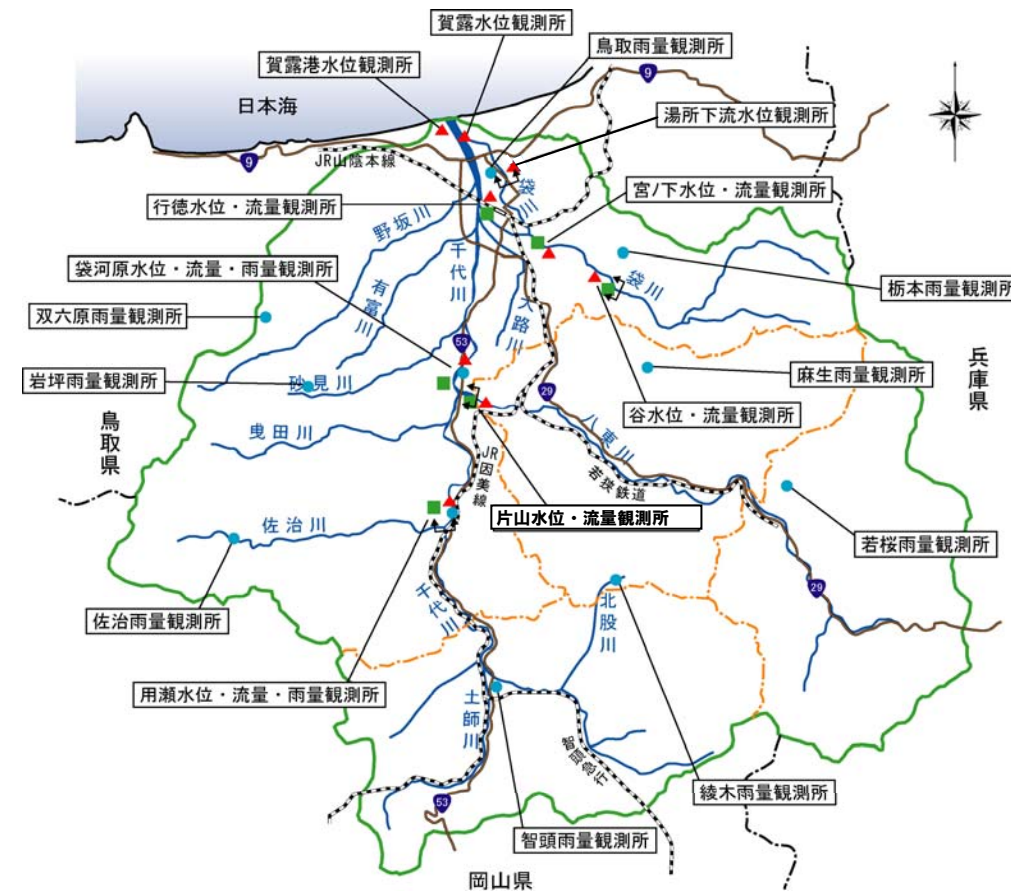 賀露水位観測所
鳥取雨量観測所
賀露港水位観測所
9
日本海
湯所下流水位観測所
9
JR山陰本線
袋川
宮ノ下水位・流量観測所
行徳水位・流量観測所
野坂川
千代川
袋河原水位・流量・雨量観測所
有富川
大路川
袋川
栃本雨量観測所
双六原雨量観測所
53
兵庫県
岩坪雨量観測所
砂見川
麻生雨量観測所
29
谷水位・流量観測所
鳥取県
曳田川
八東川
JR因美線
若狭鉄道
片山水位・流量観測所
佐治川
若桜雨量観測所
佐治雨量観測所
千代川
北股川
29
用瀬水位・流量・雨量観測所
土師川
智頭急行
綾木雨量観測所
53
智頭雨量観測所
岡山県